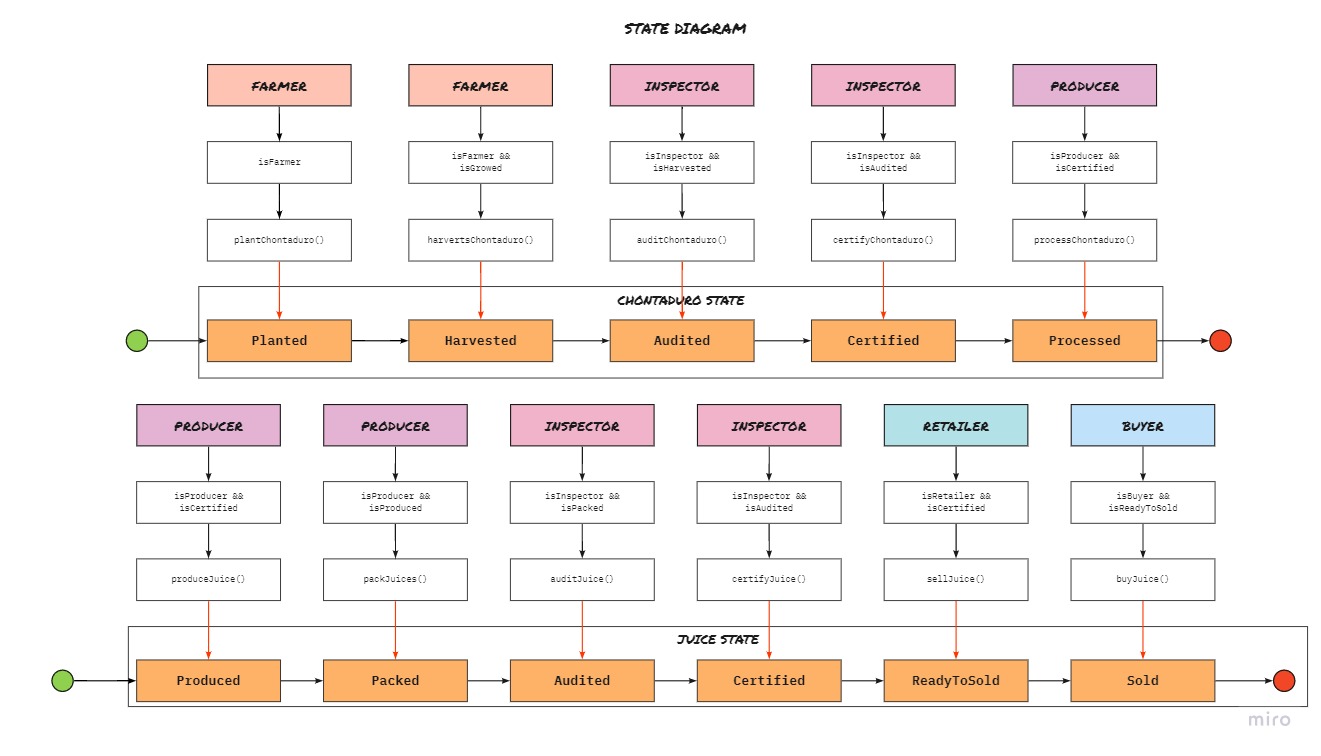 STATE DIAGRAM
FARMER
FARMER
INSPECTOR
INSPECTOR
PRODUCER
isFarmer
isFarmer &&
isGrowed
isInspector &&
isHarvested
isInspector &&
isAudited
isProducer &&
isCertified
plantChontaduro()
harvertsChontaduro()
auditChontaduro()
certifyChontaduro()
processChontaduro()
CHONTADURO STATE
Planted
Harvested
Audited
Certified
Processed
PRODUCER
PRODUCER
INSPECTOR
INSPECTOR
RETAILER
BUYER
isProducer &&
isCertified
isProducer &&
isProduced
isInspector &&
isPacked
isInspector &&
isAudited
isRetailer &&
isCertified
isBuyer &&
isReadyToSold
produceJuice()
packJuices()
auditJuice()
certifyJuice()
sellJuice()
buyJuice()
JUICE STATE
Produced
Packed
Audited
Certified
ReadyToSold
Sold
miro